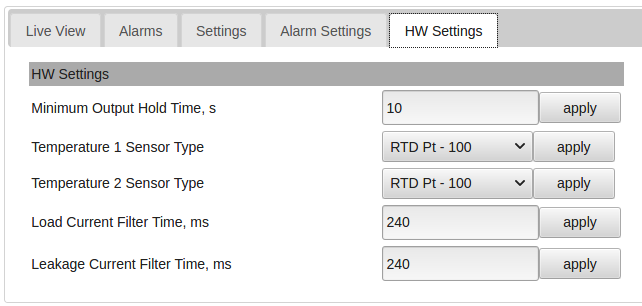 Live View Alarms Settings Alarm Settings HW Settings
HW Settings
Minimum Output Hold Time, s 10 apply
Temperature 1 Sensor Type RTD Pt - 100 apply
Temperature 2 Sensor Type RTD Pt - 100 apply
Load Current Filter Time, ms 240 apply
Leakage Current Filter Time, ms 240 apply